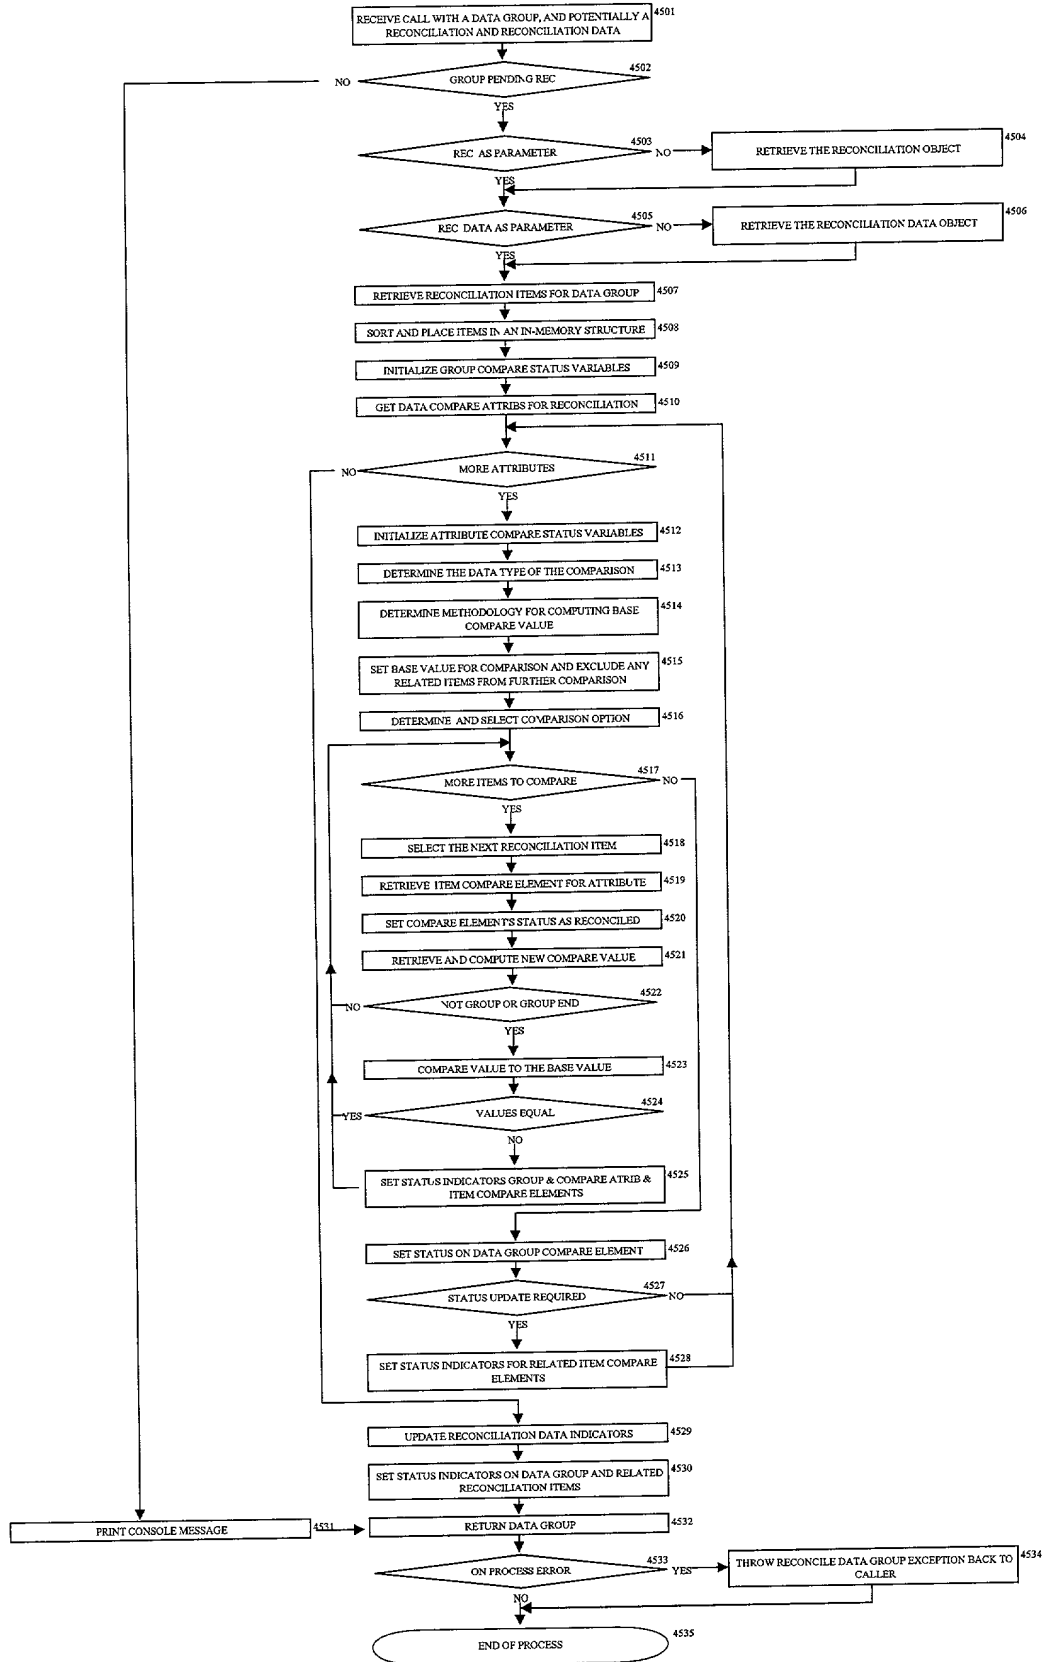 RECEIVE CALL WITH A DATA GROUP, AND POTENTIALLY A
RECONCILIATION AND RECONCILIATION DATA
4501
4502
NO
GROUP PENDING REC
YES
4503
REC AS PARAMETER
NO
RETRIEVE THE RECONCILIATION OBJECT
4504
YES
4505
REC DATA AS PARAMETER
NO
RETRIEVE THE RECONCILIATION DATA OBJECT
4506
YES
RETRIEVE RECONCILIATION ITEMS FOR DATA GROUP
4507
SORT AND PLACE ITEMS IN AN IN-MEMORY STRUCTURE
4508
INITIALIZE GROUP COMPARE STATUS VARIABLES
4509
GET DATA COMPARE ATTRIBS FOR RECONCILIATION
4510
4511
NO
MORE ATTRIBUTES
YES
INITIALIZE ATTRIBUTE COMPARE STATUS VARIABLES
4512
DETERMINE THE DATA TYPE OF THE COMPARISON
4513
DETERMINE METHODOLOGY FOR COMPUTING BASE
COMPARE VALUE
4514
SET BASE VALUE FOR COMPARISON AND EXCLUDE ANY
RELATED ITEMS FROM FURTHER COMPARISON
4515
DETERMINE AND SELECT COMPARISON OPTION
4516
4517
MORE ITEMS TO COMPARE
NO
YES
SELECT THE NEXT RECONCILIATION ITEM
4518
RETRIEVE ITEM COMPARE ELEMENT FOR ATTRIBUTE
4519
SET COMPARE ELEMENT'S STATUS AS RECONCILED
4520
RETRIEVE AND COMPUTE NEW COMPARE VALUE
4521
4522
NO
NOT GROUP OR GROUP END
YES
COMPARE VALUE TO THE BASE VALUE
4523
4524
YES
VALUES EQUAL
NO
SET STATUS INDICATORS GROUP & COMPARE ATRIB &
ITEM COMPARE ELEMENTS
4525
SET STATUS ON DATA GROUP COMPARE ELEMENT
4526
4527
STATUS UPDATE REQUIRED
NO
YES
SET STATUS INDICATORS FOR RELATED ITEM COMPARE
ELEMENTS
4528
UPDATE RECONCILIATION DATA INDICATORS
4529
SET STATUS INDICATORS ON DATA GROUP AND RELATED
RECONCILIATION ITEMS
4530
PRINT CONSOLE MESSAGE
4531
RETURN DATA GROUP
4532
4533
ON PROCESS ERROR
YES
THROW RECONCILE DATA GROUP EXCEPTION BACK TO
CALLER
4534
NO
4535
END OF PROCESS